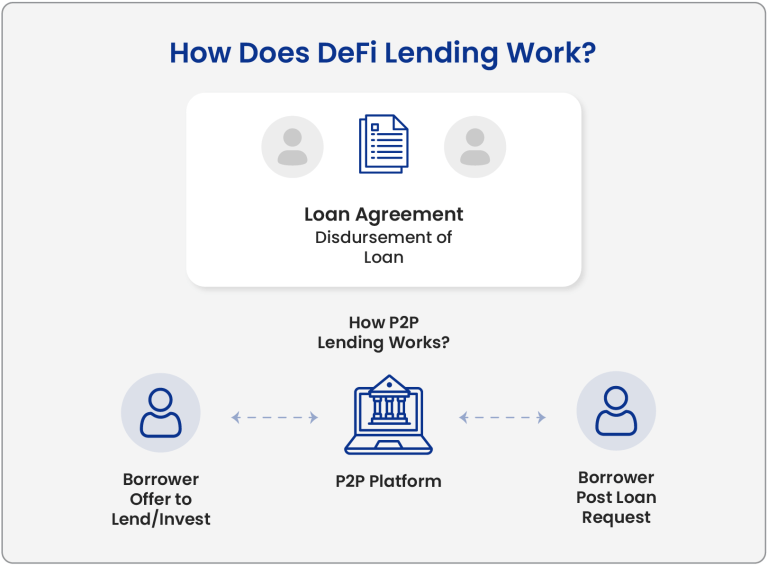 How Does DeFi Lending Work?
Loan Agreement
Disdursement of
Loan
How P2P
Lending Works?
Borrower
Offer to
Lend/Invest
P2P Platform
Borrower
Post Loan
Request